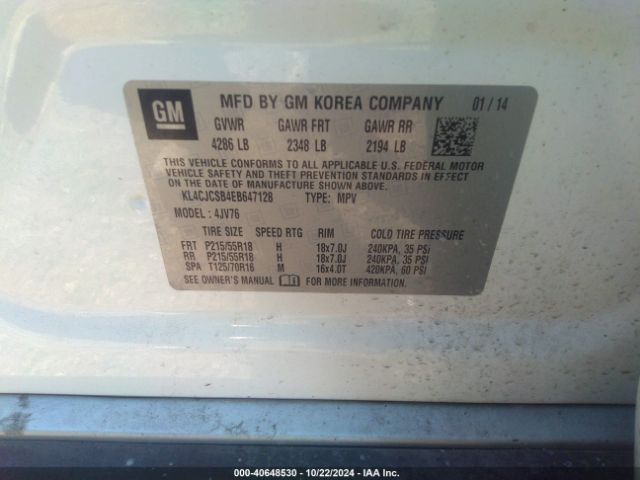 GM
MFD BY GM KOREA COMPANY 01/14
GVWR GAWR FRT GAWR RR
4286 LB 2348 LB 2194 LB
THIS VEHICLE CONFORMS TO ALL APPLICABLE U.S. FEDERAL MOTOR
VEHICLE SAFETY AND THEFT PREVENTION STANDARDS IN EFFECT
ON THE DATE OF MANUFACTURE SHOWN ABOVE.
KL4CJCSB4EB647128 TYPE: MPV
MODEL: 4JV76
TIRE SIZE SPEED RTG RIM COLD TIRE PRESSURE
FRT P215/55R18 H 18x7.0J 240KPA, 35 PSI
RR P215/55R18 H 18x7.0J 240KPA, 35 PSI
SPA T125/70R16 M 16x4.0T 420KPA, 60 PSI
SEE OWNER'S MANUAL FOR MORE INFORMATION.
000-40648530 - 10/22/2024 - IAA Inc.